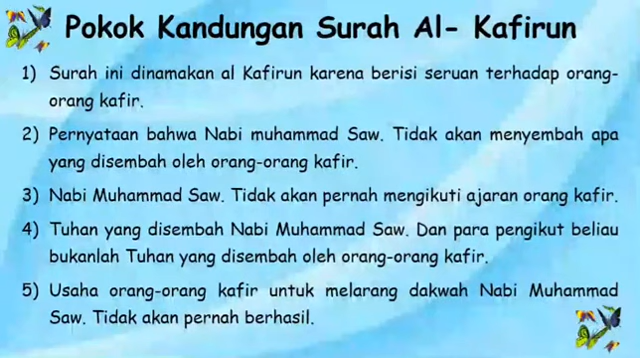 Pokok Kandungan Surah Al- Kafirun
1) Surah ini dinamakan al Kafirun karena berisi seruan terhadap orang-
orang kafir.
2) Pernyataan bahwa Nabi muhammad Saw. Tidak akan menyembah apa
yang disembah oleh orang-orang kafir.
3) Nabi Muhammad Saw. Tidak akan pernah mengikuti ajaran orang kafir.
4) Tuhan yang disembah Nabi Muhammad Saw. Dan para pengikut beliau
bukanlah Tuhan yang disembah oleh orang-orang kafir.
5) Usaha orang-orang kafir untuk melarang dakwah Nabi Muhammad
Saw. Tidak akan pernah berhasil.